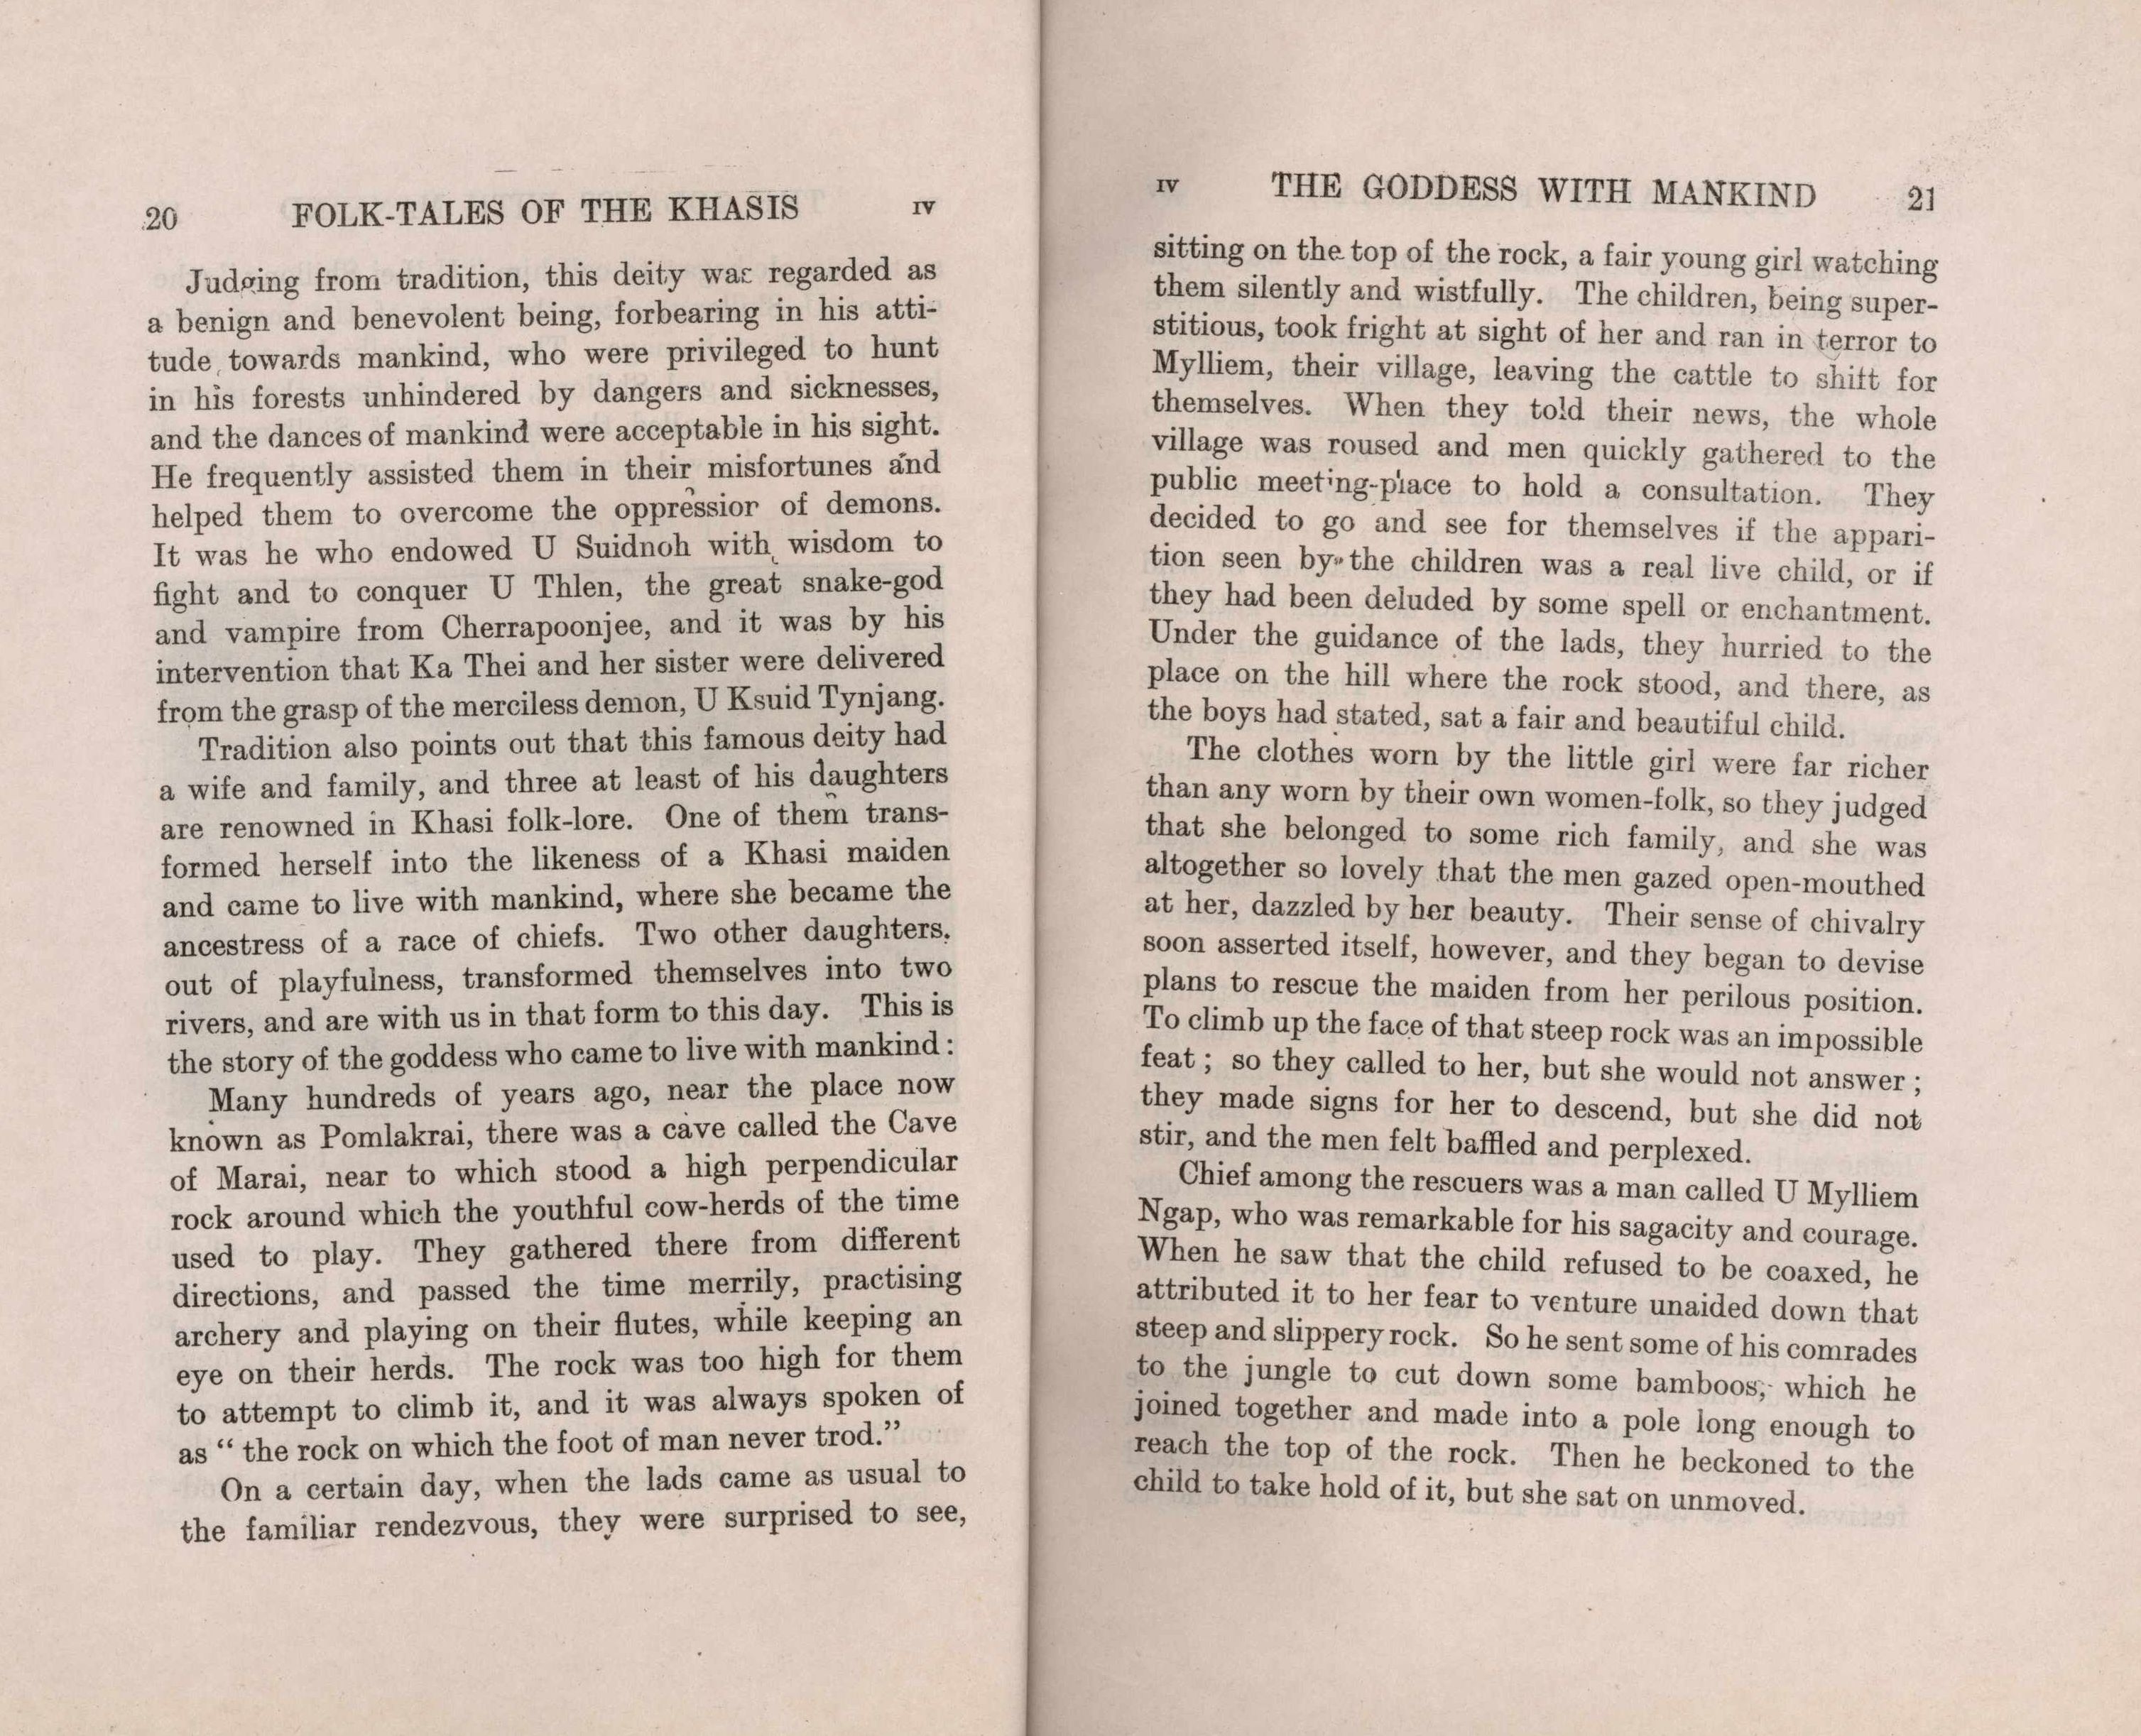 20 FOLK-TALES OF THE KHASIS IV
Judging from tradition, this deity was regarded as
a benign and benevolent being, forbearing in his atti-
tude towards mankind, who were privileged to hunt
in his forests unhindered by dangers and sicknesses,
and the dances of mankind were acceptable in his sight.
He frequently assisted them in their misfortunes and
helped them to overcome the oppression of demons.
It was he who endowed U Suidnoh with wisdom to
fight and to conquer U Thlen, the great snake-god
and vampire from Cherrapoonjee, and it was by his
intervention that Ka Thei and her sister were delivered
from the grasp of the merciless demon, U Ksuid Tynjang.
Tradition also points out that this famous deity had
a wife and family, and three at least of his daughters
are renowned in Khasi folk-lore. One of them trans-
formed herself into the likeness of a Khasi maiden
and came to live with mankind, where she became the
ancestress of a race of chiefs. Two other daughters,
out of playfulness, transformed themselves into two
rivers, and are with us in that form to this day. This is
the story of the goddess who came to live with mankind:
Many hundreds of years ago, near the place now
known as Pomlakrai, there was a cave called the Cave
of Marai, near to which stood a high perpendicular
rock around which the youthful cow-herds of the time
used to play. They gathered there from different
directions, and passed the time merrily, practising
archery and playing on their flutes, while keeping an
eye on their herds. The rock was too high for them
to attempt to climb it, and it was always spoken of
as “ the rock on which the foot of man never trod.”
On a certain day, when the lads came as usual to
the familiar rendezvous, they were surprised to see,
IV THE GODDESS WITH MANKIND 21
sitting on the top of the rock, a fair young girl watching
them silently and wistfully. The children, being super-
stitious, took fright at sight of her and ran in terror to
Mylliem, their village, leaving the cattle to shift for
themselves. When they told their news, the whole
village was roused and men quickly gathered to the
public meeting-place to hold a consultation. They
decided to go and see for themselves if the appari-
tion seen by the children was a real live child, or if
they had been deluded by some spell or enchantment.
Under the guidance of the lads, they hurried to the
place on the hill where the rock stood, and there, as
the boys had stated, sat a fair and beautiful child.
The clothes worn by the little girl were far richer
than any worn by their own women-folk, so they judged
that she belonged to some rich family, and she was
altogether so lovely that the men gazed open-mouthed
at her, dazzled by her beauty. Their sense of chivalry
soon asserted itself, however, and they began to devise
plans to rescue the maiden from her perilous position.
To climb up the face of that steep rock was an impossible
feat ; so they called to her, but she would not answer ;
they made signs for her to descend, but she did not
stir, and the men felt baffled and perplexed.
Chief among the rescuers was a man called U Mylliem
Ngap, who was remarkable for his sagacity and courage.
When he saw that the child refused to be coaxed, he
attributed it to her fear to venture unaided down that
steep and slippery rock. So he sent some of his comrades
to the jungle to cut down some bamboos, which he
joined together and made into a pole long enough to
reach the top of the rock. Then he beckoned to the
child to take hold of it, but she sat on unmoved.